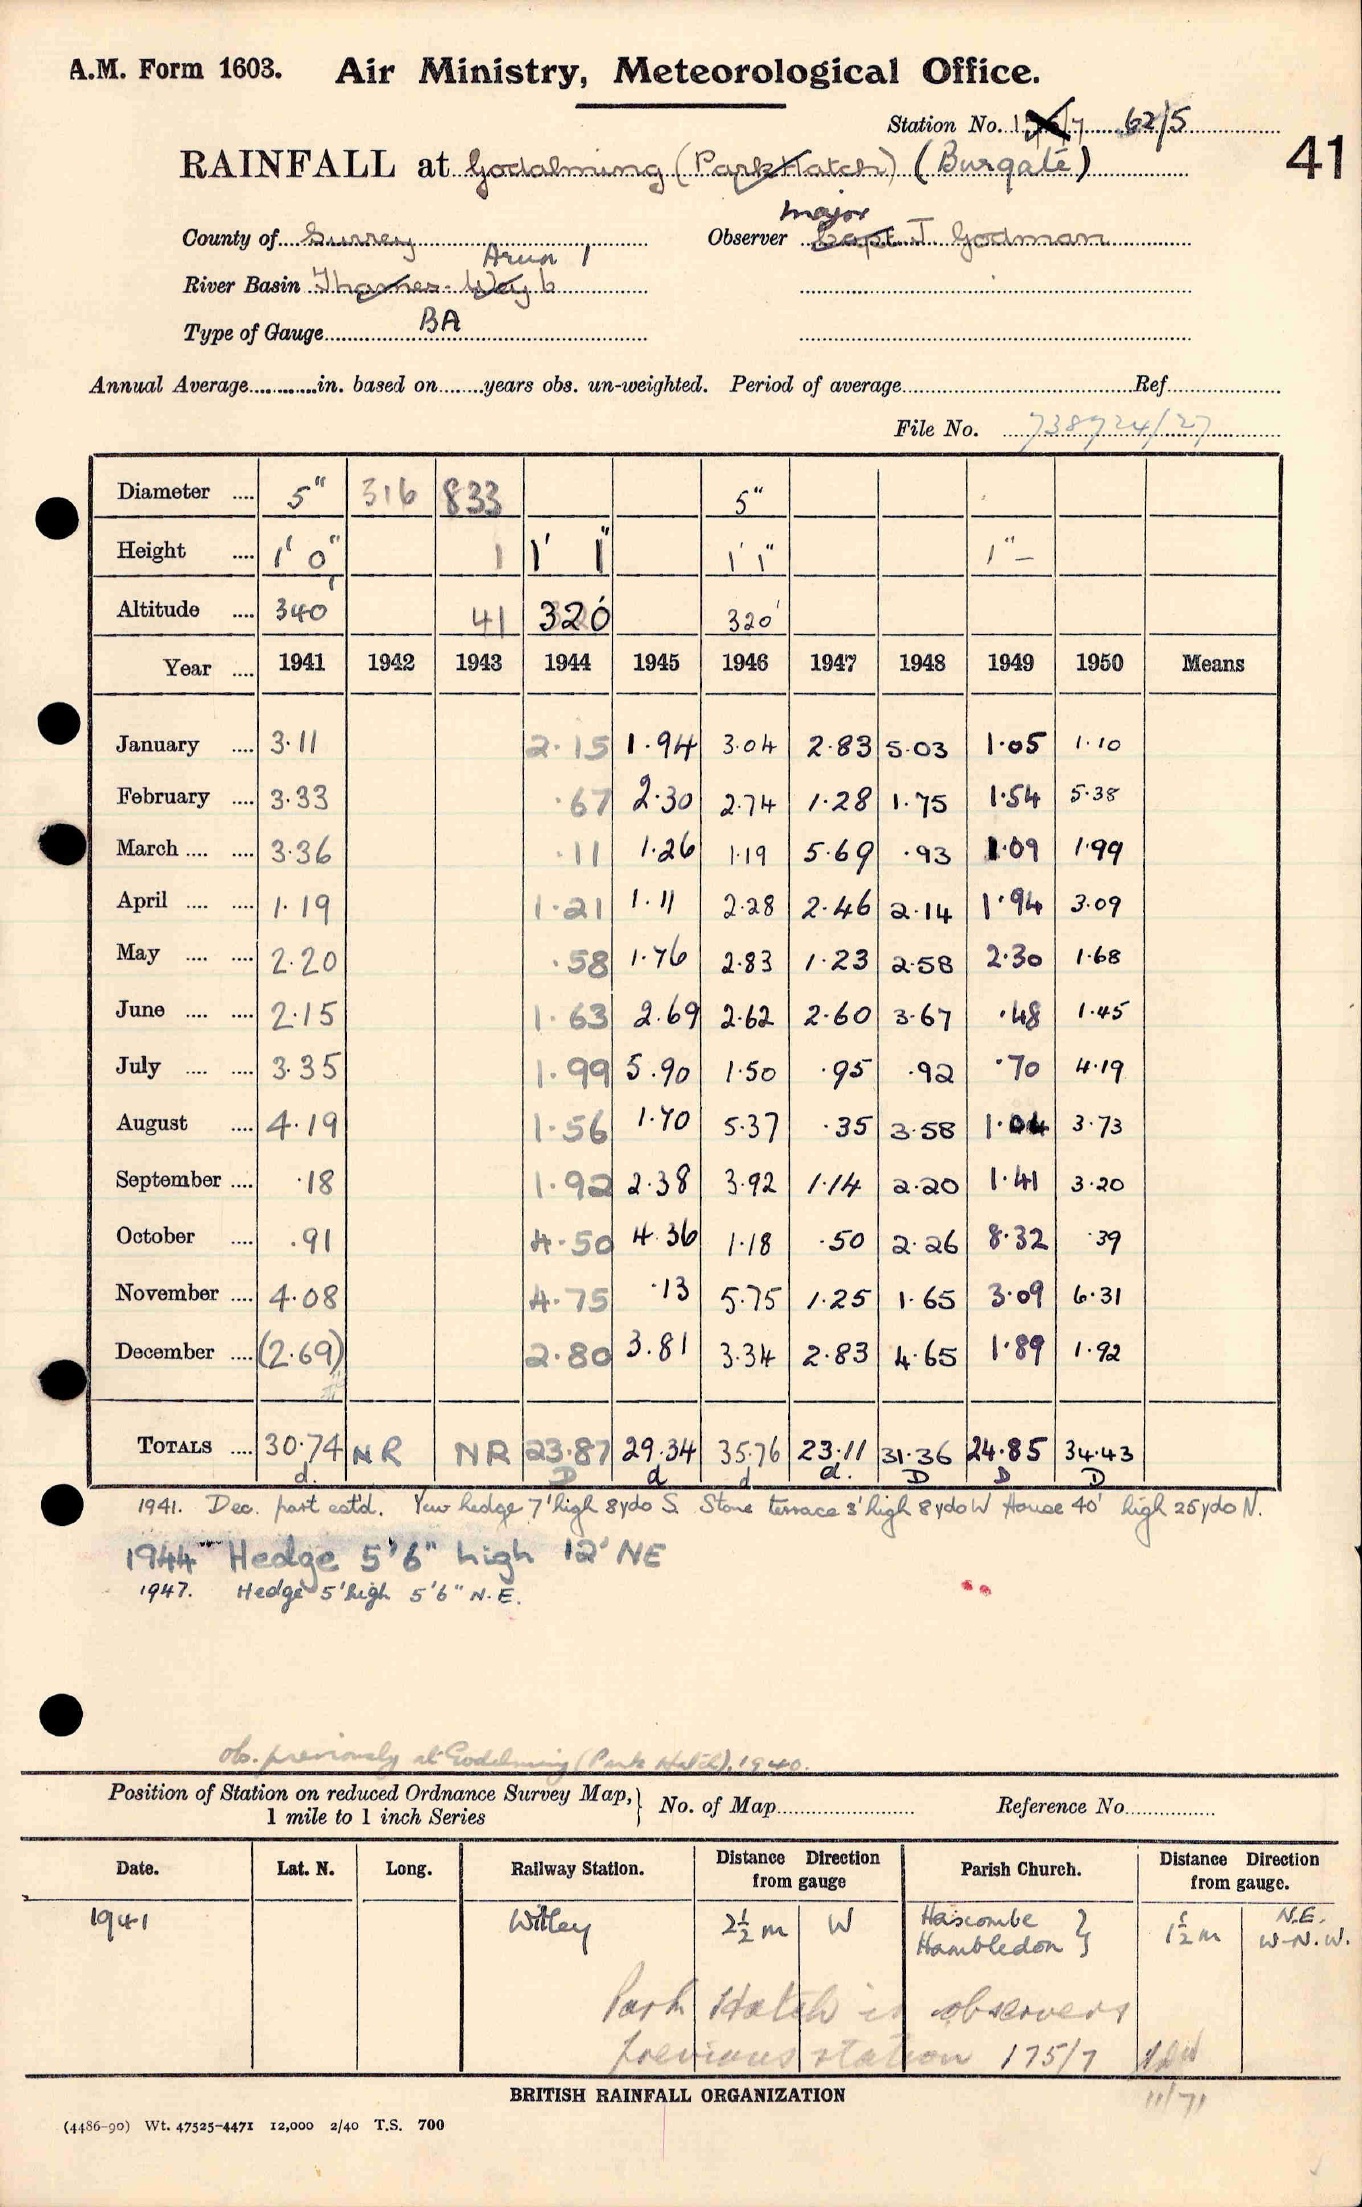 A.M. Form 1603. Air Ministry, Meteorological Office.
Station No. 62/5
41
RAINFALL at Godalming (Park Hatch) (Burgate)
Major
County of Surrey Observer Capt. J. Godman
Arun 1
River Basin Thames-Wey 6
Type of Gauge BA
Annual Average in. based on years obs. un-weighted. Period of average Ref
File No. 738724/27
Diameter .... 5" 316 833 5"
Height .... 1' 0" 1 1' 1" 1' 1" 1" –
Altitude .... 340' 41 320' 320'
Year .... 1941 1942 1943 1944 1945 1946 1947 1948 1949 1950 Means
January .... 3.11 2.15 1.94 3.04 2.83 5.03 1.05 1.10
February .... 3.33 .67 2.30 2.74 1.28 1.75 1.54 5.38
March .... .... 3.36 .11 1.26 1.19 5.69 .93 1.09 1.99
April .... .... 1.19 1.21 1.11 2.28 2.46 2.14 1.94 3.09
May .... .... 2.20 .58 1.76 2.83 1.23 2.58 2.30 1.68
June .... .... 2.15 1.63 2.69 2.62 2.60 3.67 .48 1.45
July .... .... 3.35 1.99 5.90 1.50 .95 .92 .70 4.19
August .... 4.19 1.56 1.70 5.37 .35 3.58 1.04 3.73
September .... .18 1.92 2.38 3.92 1.14 2.20 1.41 3.20
October .... .91 4.50 4.36 1.18 .50 2.26 8.32 .39
November .... 4.08 4.75 .13 5.75 1.25 1.65 3.09 6.31
December .... (2.69) 2.80 3.81 3.34 2.83 4.65 1.89 1.92
TOTALS .... 30.74 NR NR 23.87 29.34 35.76 23.11 31.36 24.85 34.43
d. D d d d. D D D
1941. Dec. part est'd. Yew hedge 7' high 8yds S. Stone terrace 3' high 8yds W House 40' high 25yds N.
1944 Hedge 5'6" high 12' NE
1947. Hedge 5' high 5'6" N.E.
obs. previously at Godalming (Park Hatch), 1940.
Position of Station on reduced Ordnance Survey Map, } No. of Map Reference No.
1 mile to 1 inch Series
Date. Lat. N. Long. Railway Station. Distance Direction from gauge Parish Church. Distance Direction from gauge.
1941 Witley 2½ m W Hascombe } 1½ m N.E.
Hambledon } W-N.W.
Park Hatch is observers
previous station 175/7
11/71
BRITISH RAINFALL ORGANIZATION
(4486-90) Wt. 47525-4471 12,000 2/40 T.S. 700